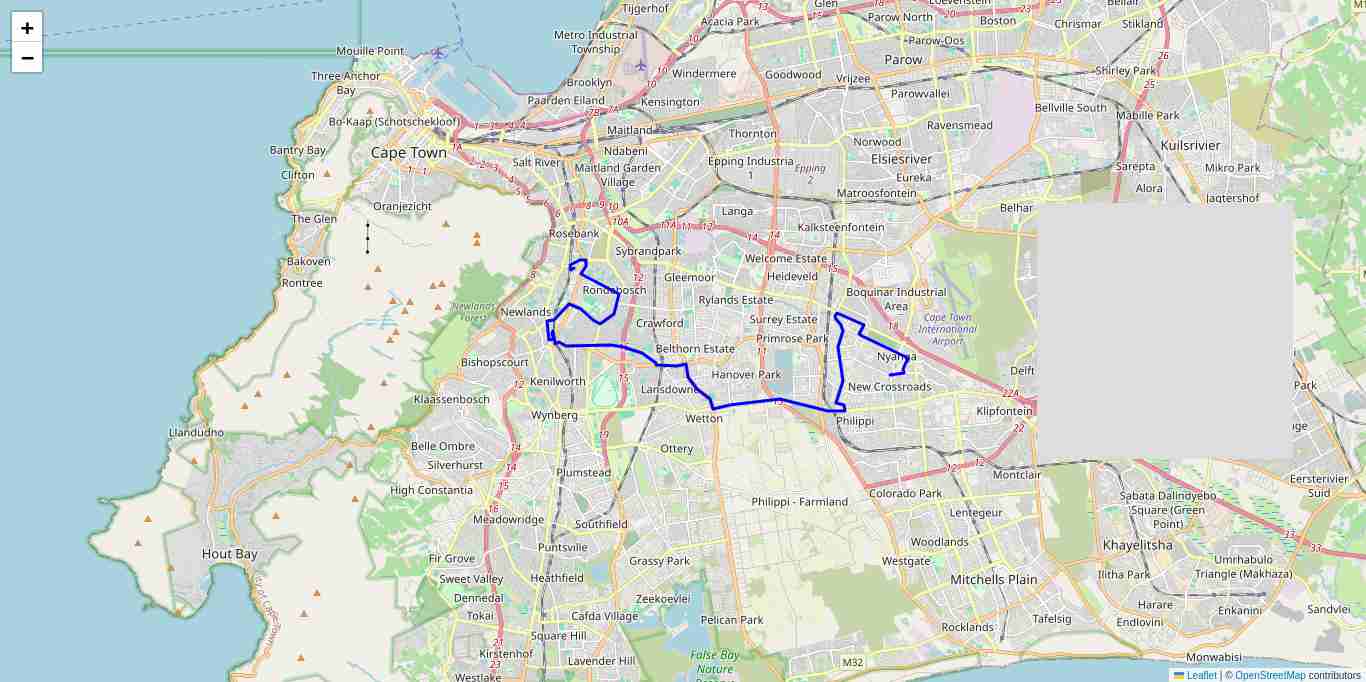 +
−
Tijgerhof
Acacia Park
Glen
Loevenstein
Bellair
Parow North
Boston
Chrismar
Stikland
Metro Industrial
Township
Parow-Oos
Mouille Point
Parow
Windermere
Goodwood
Vrijzee
Shirley Park
Three Anchor
Bay
Brooklyn
Parowvallei
Paarden Eiland
Kensington
Bellville South
Mabille Park
Bo-Kaap (Schotschekloof)
Maitland
Thornton
Ravensmead
Norwood
Kuilsrivier
Bantry Bay
Cape Town
Ndabeni
Epping Industria
1
Elsiesriver
Salt River
Maitland Garden
Village
Epping
2
Eureka
Sarepta
Mikro Park
Clifton
Matroosfontein
Alora
Jagtershof
Oranjezicht
Langa
Belhar
The Glen
Kalksteenfontein
Rosebank
Sybrandpark
Bakoven
Welcome Estate
Rontree
Gleemoor
Heideveld
Rondebosch
Boquinar Industrial
Area
Newlands
Forest
Rylands Estate
Newlands
Crawford
Surrey Estate
Cape Town
International
Airport
Primrose Park
Belthorn Estate
Nyanga
Bishopscourt
Delft
Hanover Park
Kenilworth
Lansdowne
New Crossroads
Park
Klaassenbosch
Wynberg
Wetton
Philippi
Klipfontein
Llandudno
Belle Ombre
Ottery
Silverhurst
Plumstead
Montclair
Eersterivier
Suid
High Constantia
Colorado Park
Sabata Dalindyebo
Square (Green
Point)
Philippi - Farmland
Lentegeur
Meadowridge
Southfield
Woodlands
Khayelitsha
Hout Bay
Puntsville
Fir Grove
Grassy Park
Westgate
Umrhabulo
Triangle (Makhaza)
Sweet Valley
Heathfield
Mitchells Plain
Ilitha Park
Dennedal
Zeekoevlei
Harare
Enkanini
Sandvlei
Tokai
Cafda Village
Pelican Park
Tafelsig
Endlovini
Square Hill
Rocklands
Kirstenhof
Lavender Hill
False Bay
Nature
Monwabisi
M32
Westlake
Leaflet | © OpenStreetMap contributors